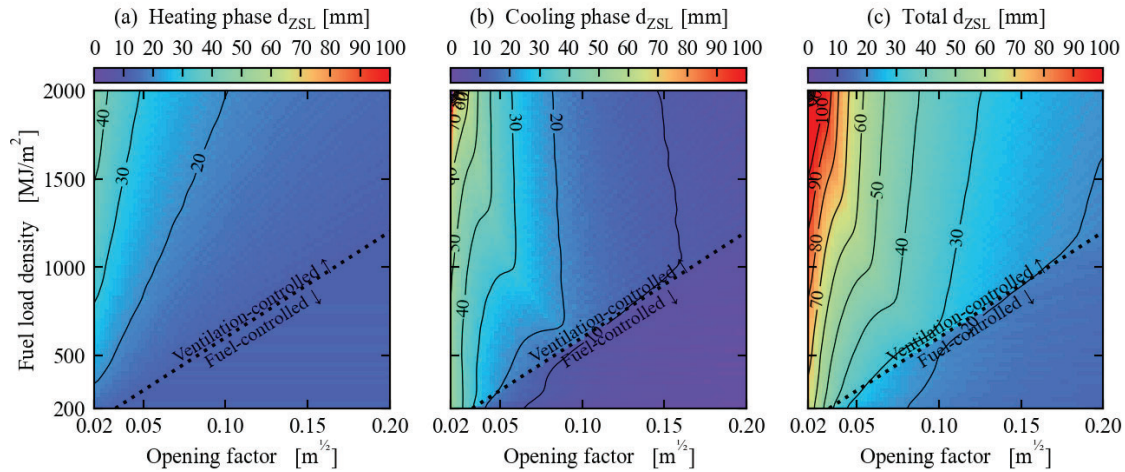 (a) Heating phase dZSL [mm]
0 10 20 30 40 50 60 70 80 90 100
(b) Cooling phase dZSL [mm]
0 10 20 30 40 50 60 70 80 90 100
(c) Total dZSL [mm]
0 10 20 30 40 50 60 70 80 90 100
Fuel load density [MJ/m²]
2000
1500
1000
500
200
40
30
20
Ventilation-controlled ↑
Fuel-controlled ↓
0.02 0.05 0.10 0.15 0.20
Opening factor [m½]
60
70
30
20
50
40
Ventilation-controlled ↑
Fuel-controlled ↓
0.02 0.05 0.10 0.15 0.20
Opening factor [m½]
100
60
90
50
80
40
30
70
Ventilation-controlled ↑
Fuel-controlled ↓
0.02 0.05 0.10 0.15 0.20
Opening factor [m½]